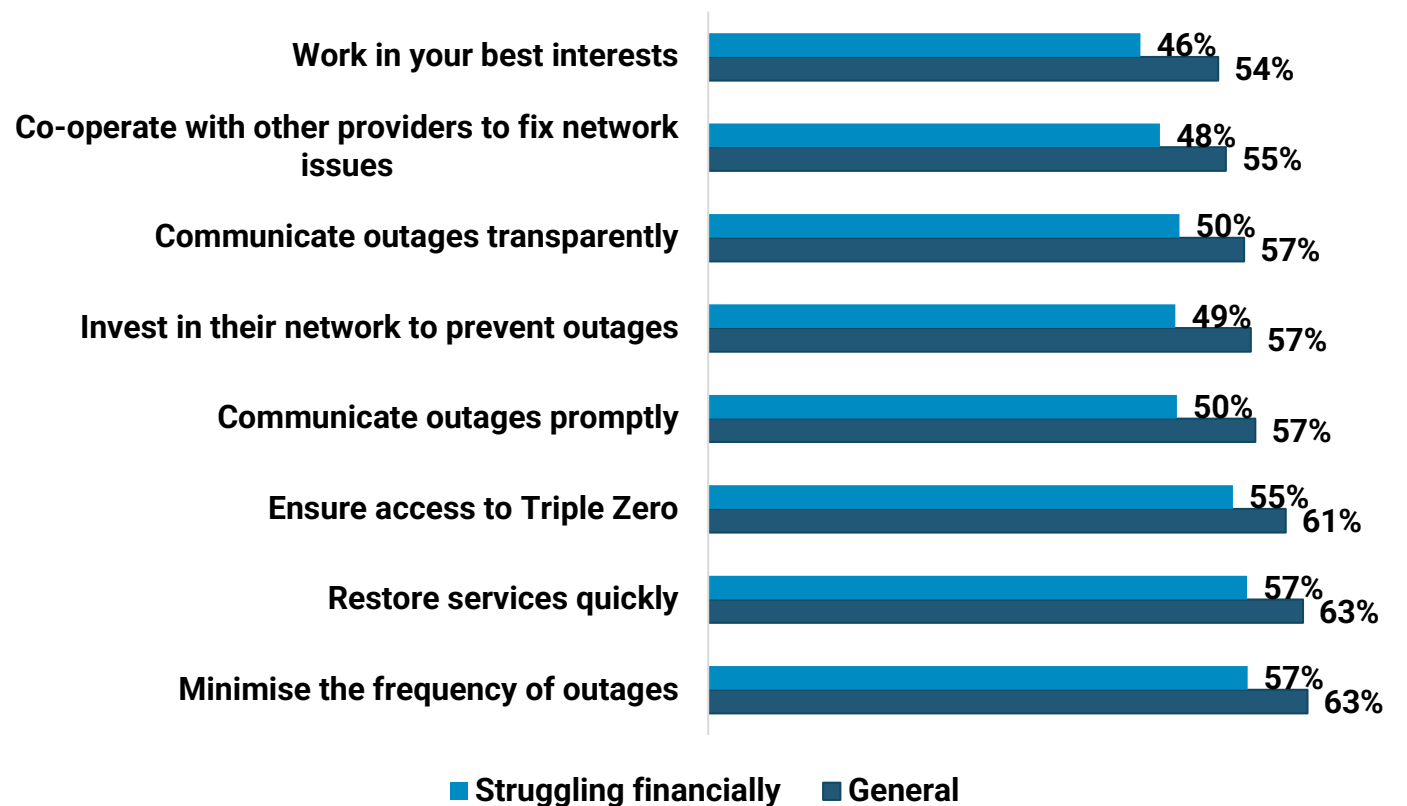 Work in your best interests
46%
54%
Co-operate with other providers to fix network
issues
48%
55%
Communicate outages transparently
50%
57%
Invest in their network to prevent outages
49%
57%
Communicate outages promptly
50%
57%
Ensure access to Triple Zero
55%
61%
Restore services quickly
57%
63%
Minimise the frequency of outages
57%
63%
Struggling financially
General